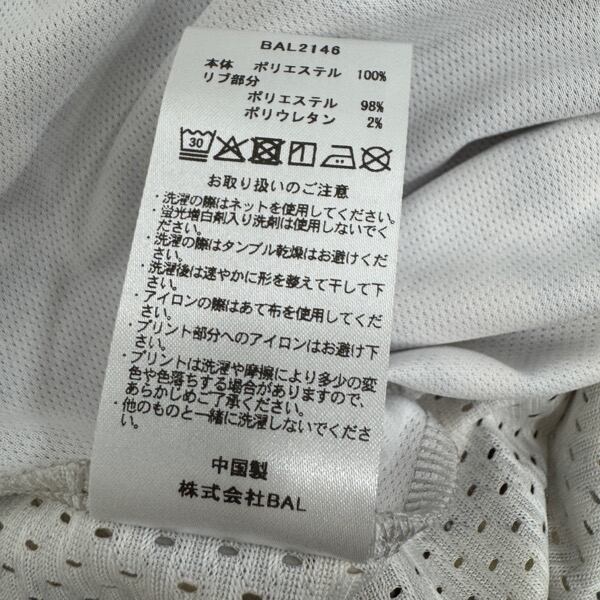 BAL2146
本体 ポリエステル 100%
リブ部分
ポリエステル 98%
ポリウレタン 2%
30
お取り扱いのご注意
・洗濯の際はネットを使用してください。
・蛍光増白剤入り洗剤は使用しないでく
ださい。
・洗濯の際はタンブル乾燥はお避けくだ
さい。
・洗濯後は速やかに形を整えて干して下
さい。
・アイロンの際はあて布を使用してくだ
さい。
・プリント部分へのアイロンはお避け下
さい。
・プリントは洗濯や摩擦により多少の変
色や色落ちする場合がありますので、
あらかじめご了承ください。
・他のものと一緒に洗濯しないでくださ
い。
中国製
株式会社BAL